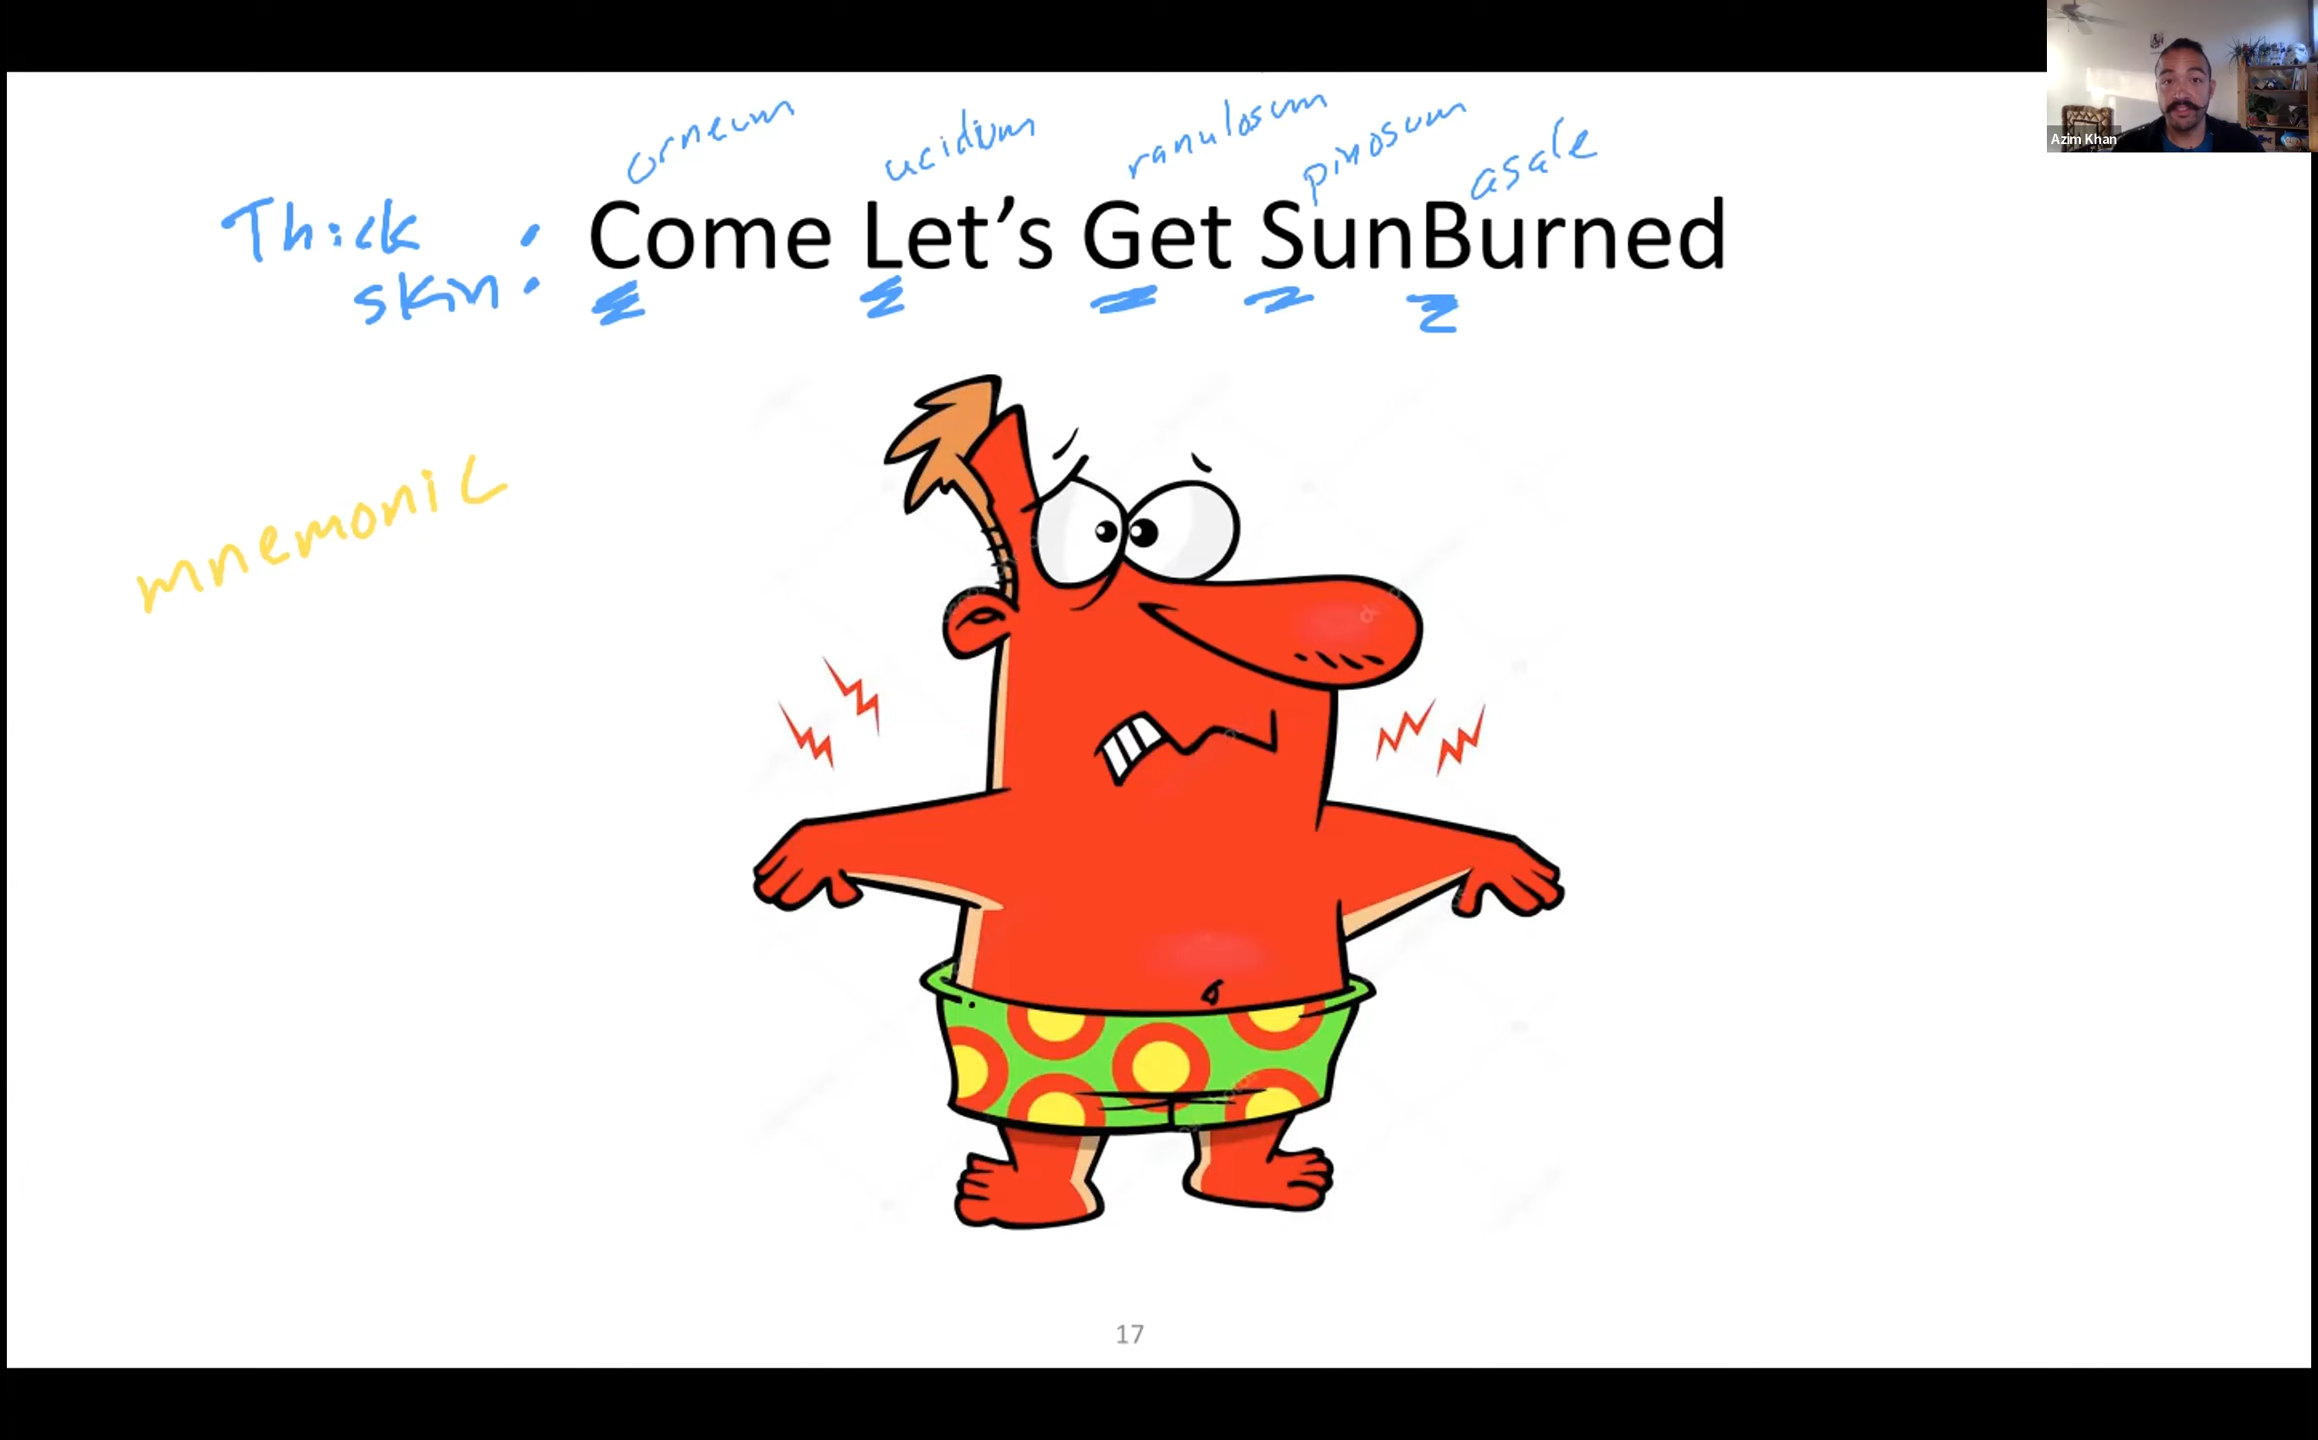 orneum ucidium ranulosum pinosum asale
Thick skin: Come Let's Get SunBurned
mnemonic
17
Azim Khan